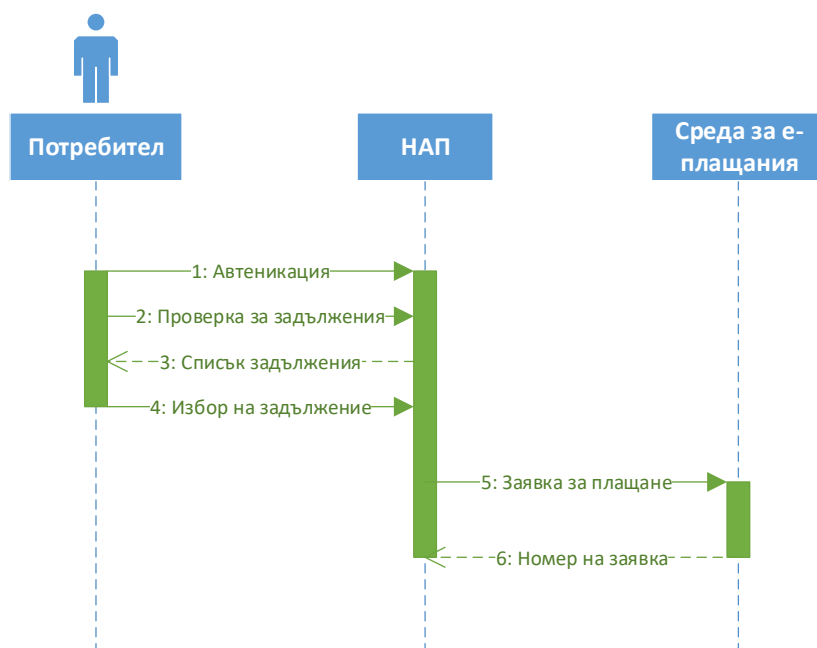 Потребител
НАП
Среда за е-
плащания
1: Автеникация
2: Проверка за задължения
3: Списък задължения
4: Избор на задължение
5: Заявка за плащане
6: Номер на заявка